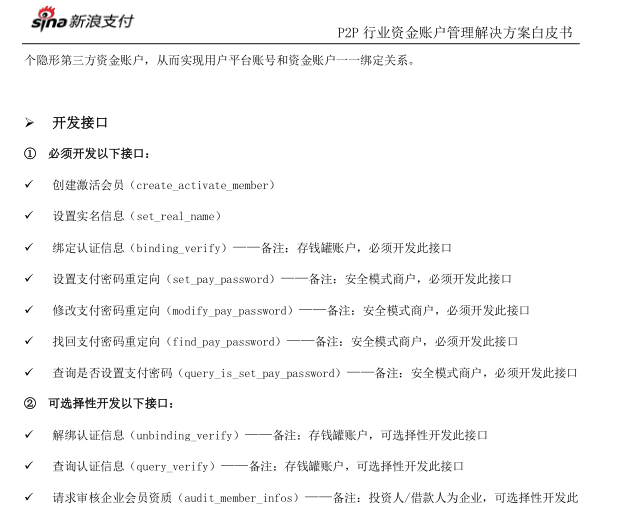 sina新浪支付
P2P 行业资金账户管理解决方案白皮书
个隐形第三方资金账户，从而实现用户平台账号和资金账户一一绑定关系。
➢ 开发接口
① 必须开发以下接口：
✓ 创建激活会员（create_activate_member）
✓ 设置实名信息（set_real_name）
✓ 绑定认证信息（binding_verify）——备注：存钱罐账户，必须开发此接口
✓ 设置支付密码重定向（set_pay_password）——备注：安全模式商户，必须开发此接口
✓ 修改支付密码重定向（modify_pay_password）——备注：安全模式商户，必须开发此接口
✓ 找回支付密码重定向（find_pay_password）——备注：安全模式商户，必须开发此接口
✓ 查询是否设置支付密码（query_is_set_pay_password）——备注：安全模式商户，必须开发此接口
② 可选择性开发以下接口：
✓ 解绑认证信息（unbinding_verify）——备注：存钱罐账户，可选择性开发此接口
✓ 查询认证信息（query_verify）——备注：存钱罐账户，可选择性开发此接口
✓ 请求审核企业会员资质（audit_member_infos）——备注：投资人/借款人为企业，可选择性开发此